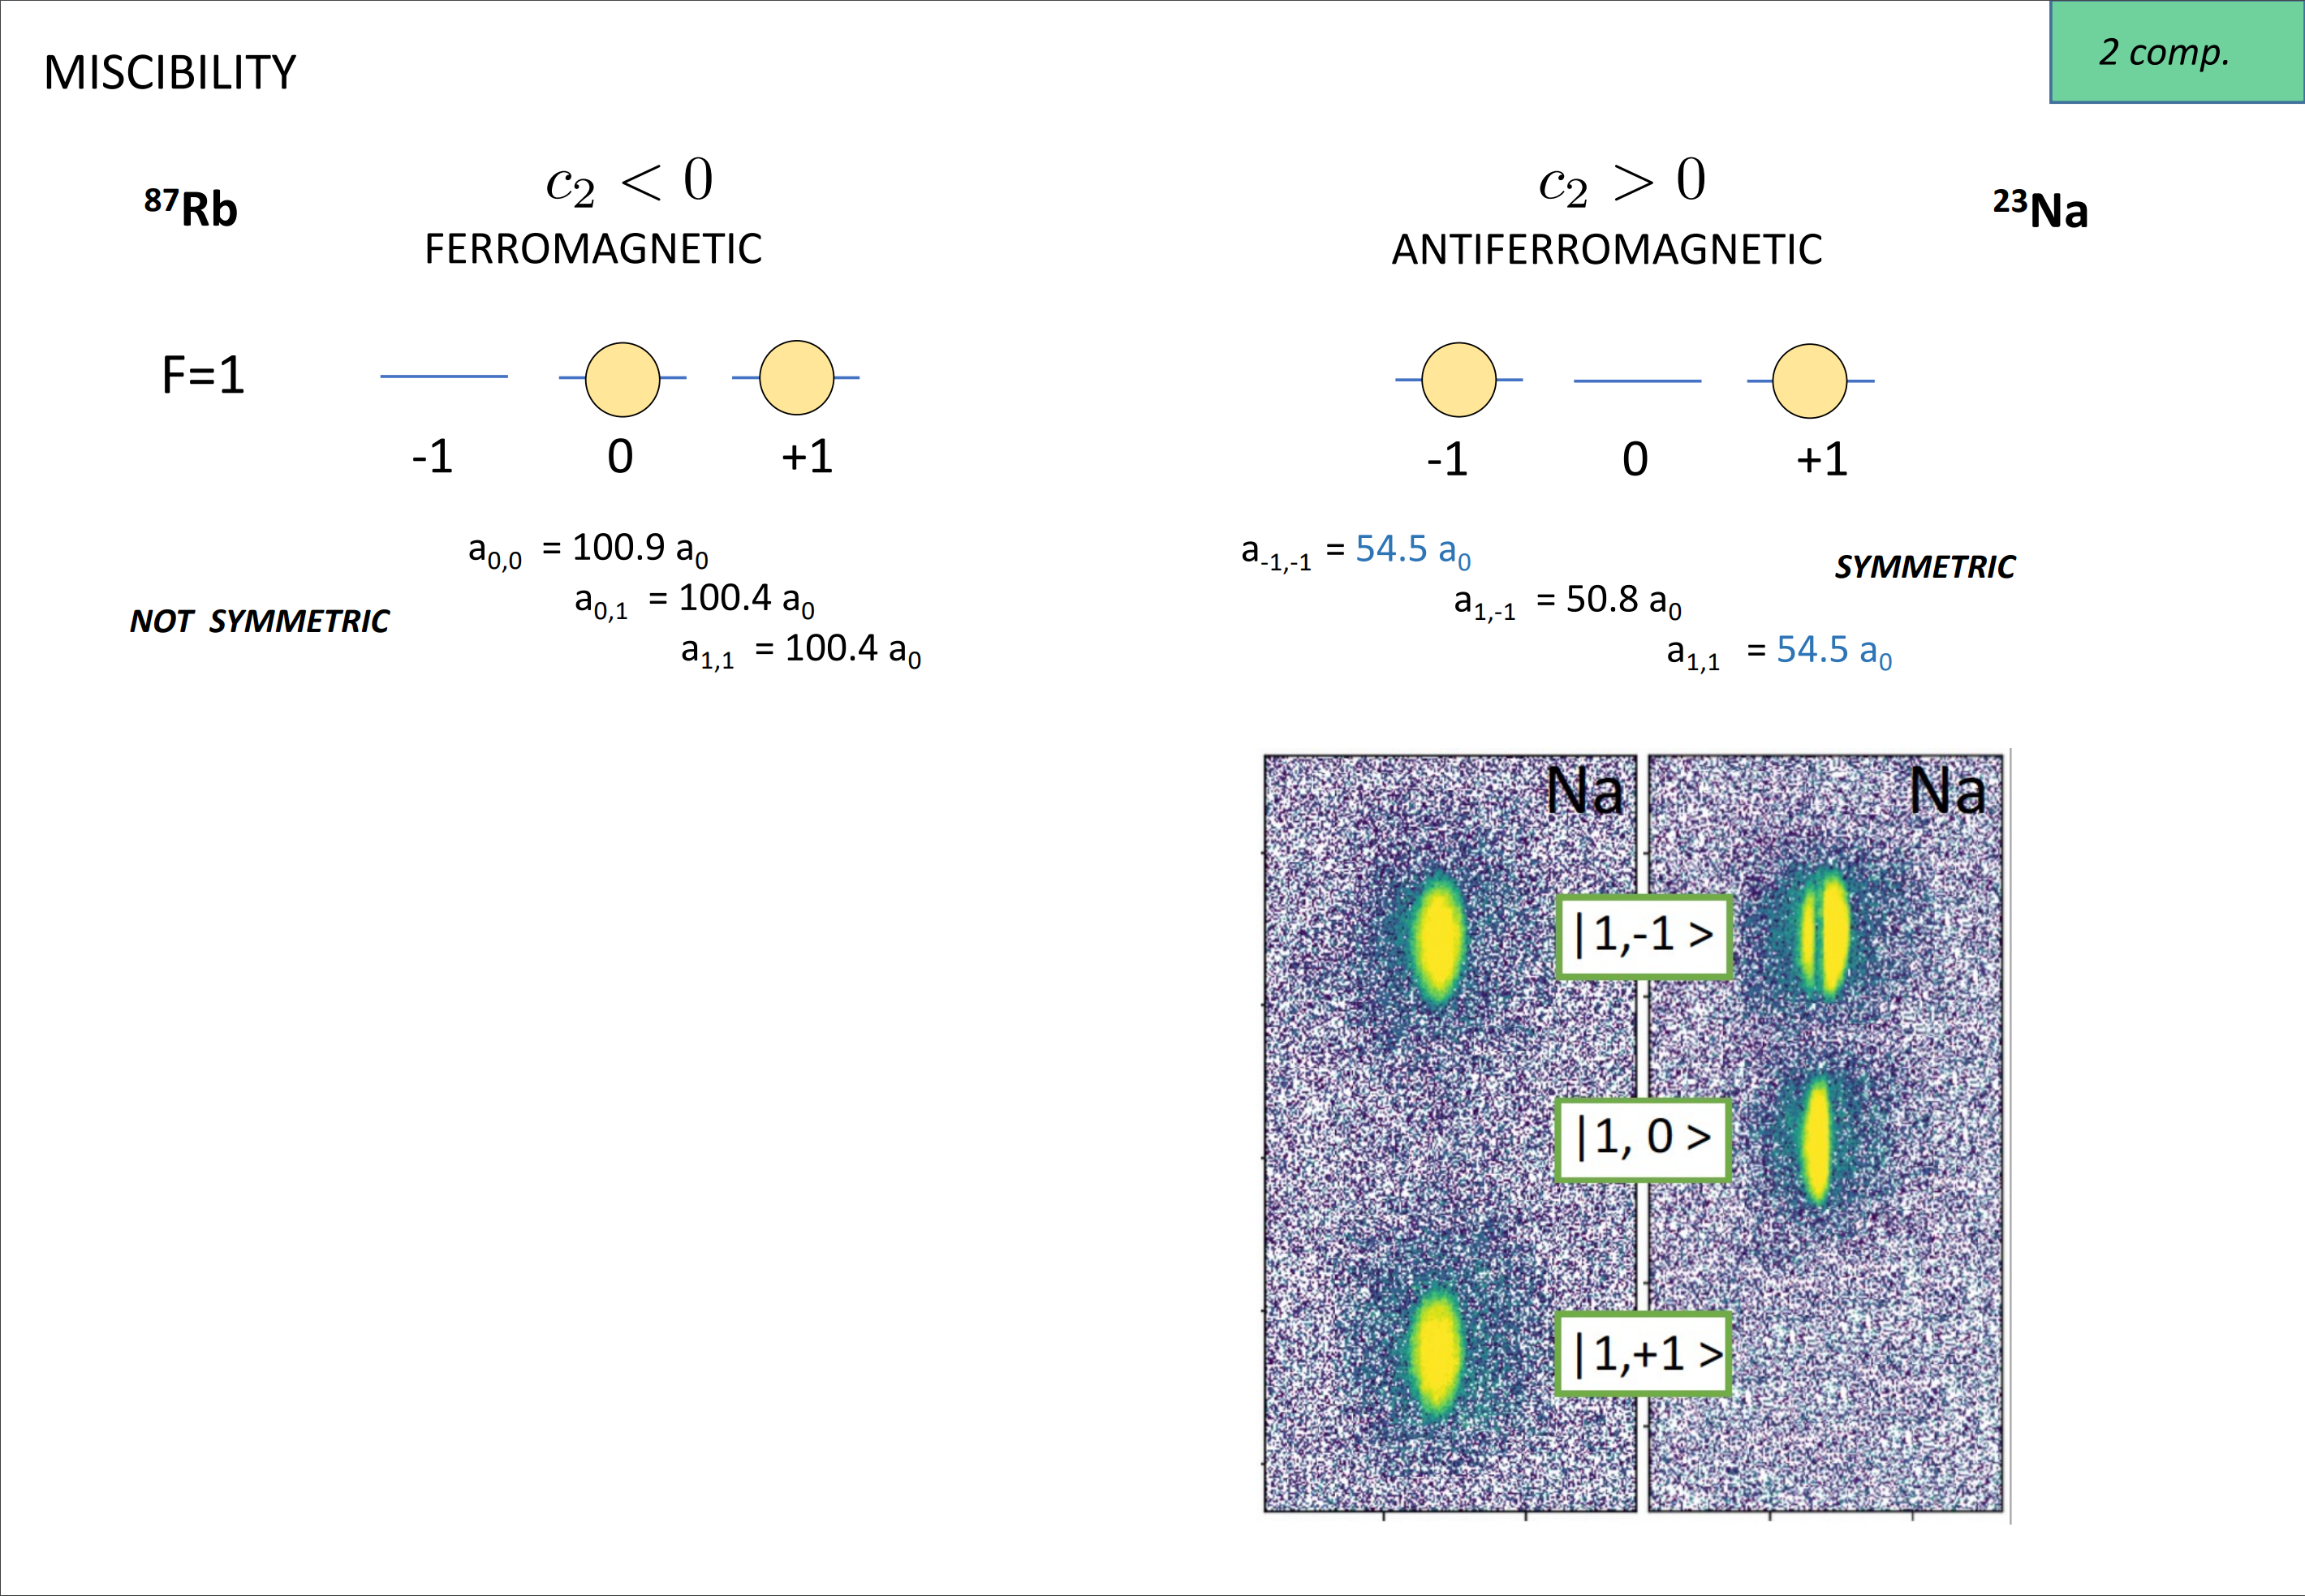 MISCIBILITY
2 comp.
87Rb
c2 < 0
FERROMAGNETIC
c2 > 0
ANTIFERROMAGNETIC
23Na
F=1
-1 0 +1
-1 0 +1
a0,0 = 100.9 a0
a0,1 = 100.4 a0
a1,1 = 100.4 a0
NOT SYMMETRIC
a-1,-1 = 54.5 a0
a1,-1 = 50.8 a0
a1,1 = 54.5 a0
SYMMETRIC
Na
Na
|1,-1 >
|1, 0 >
|1,+1 >